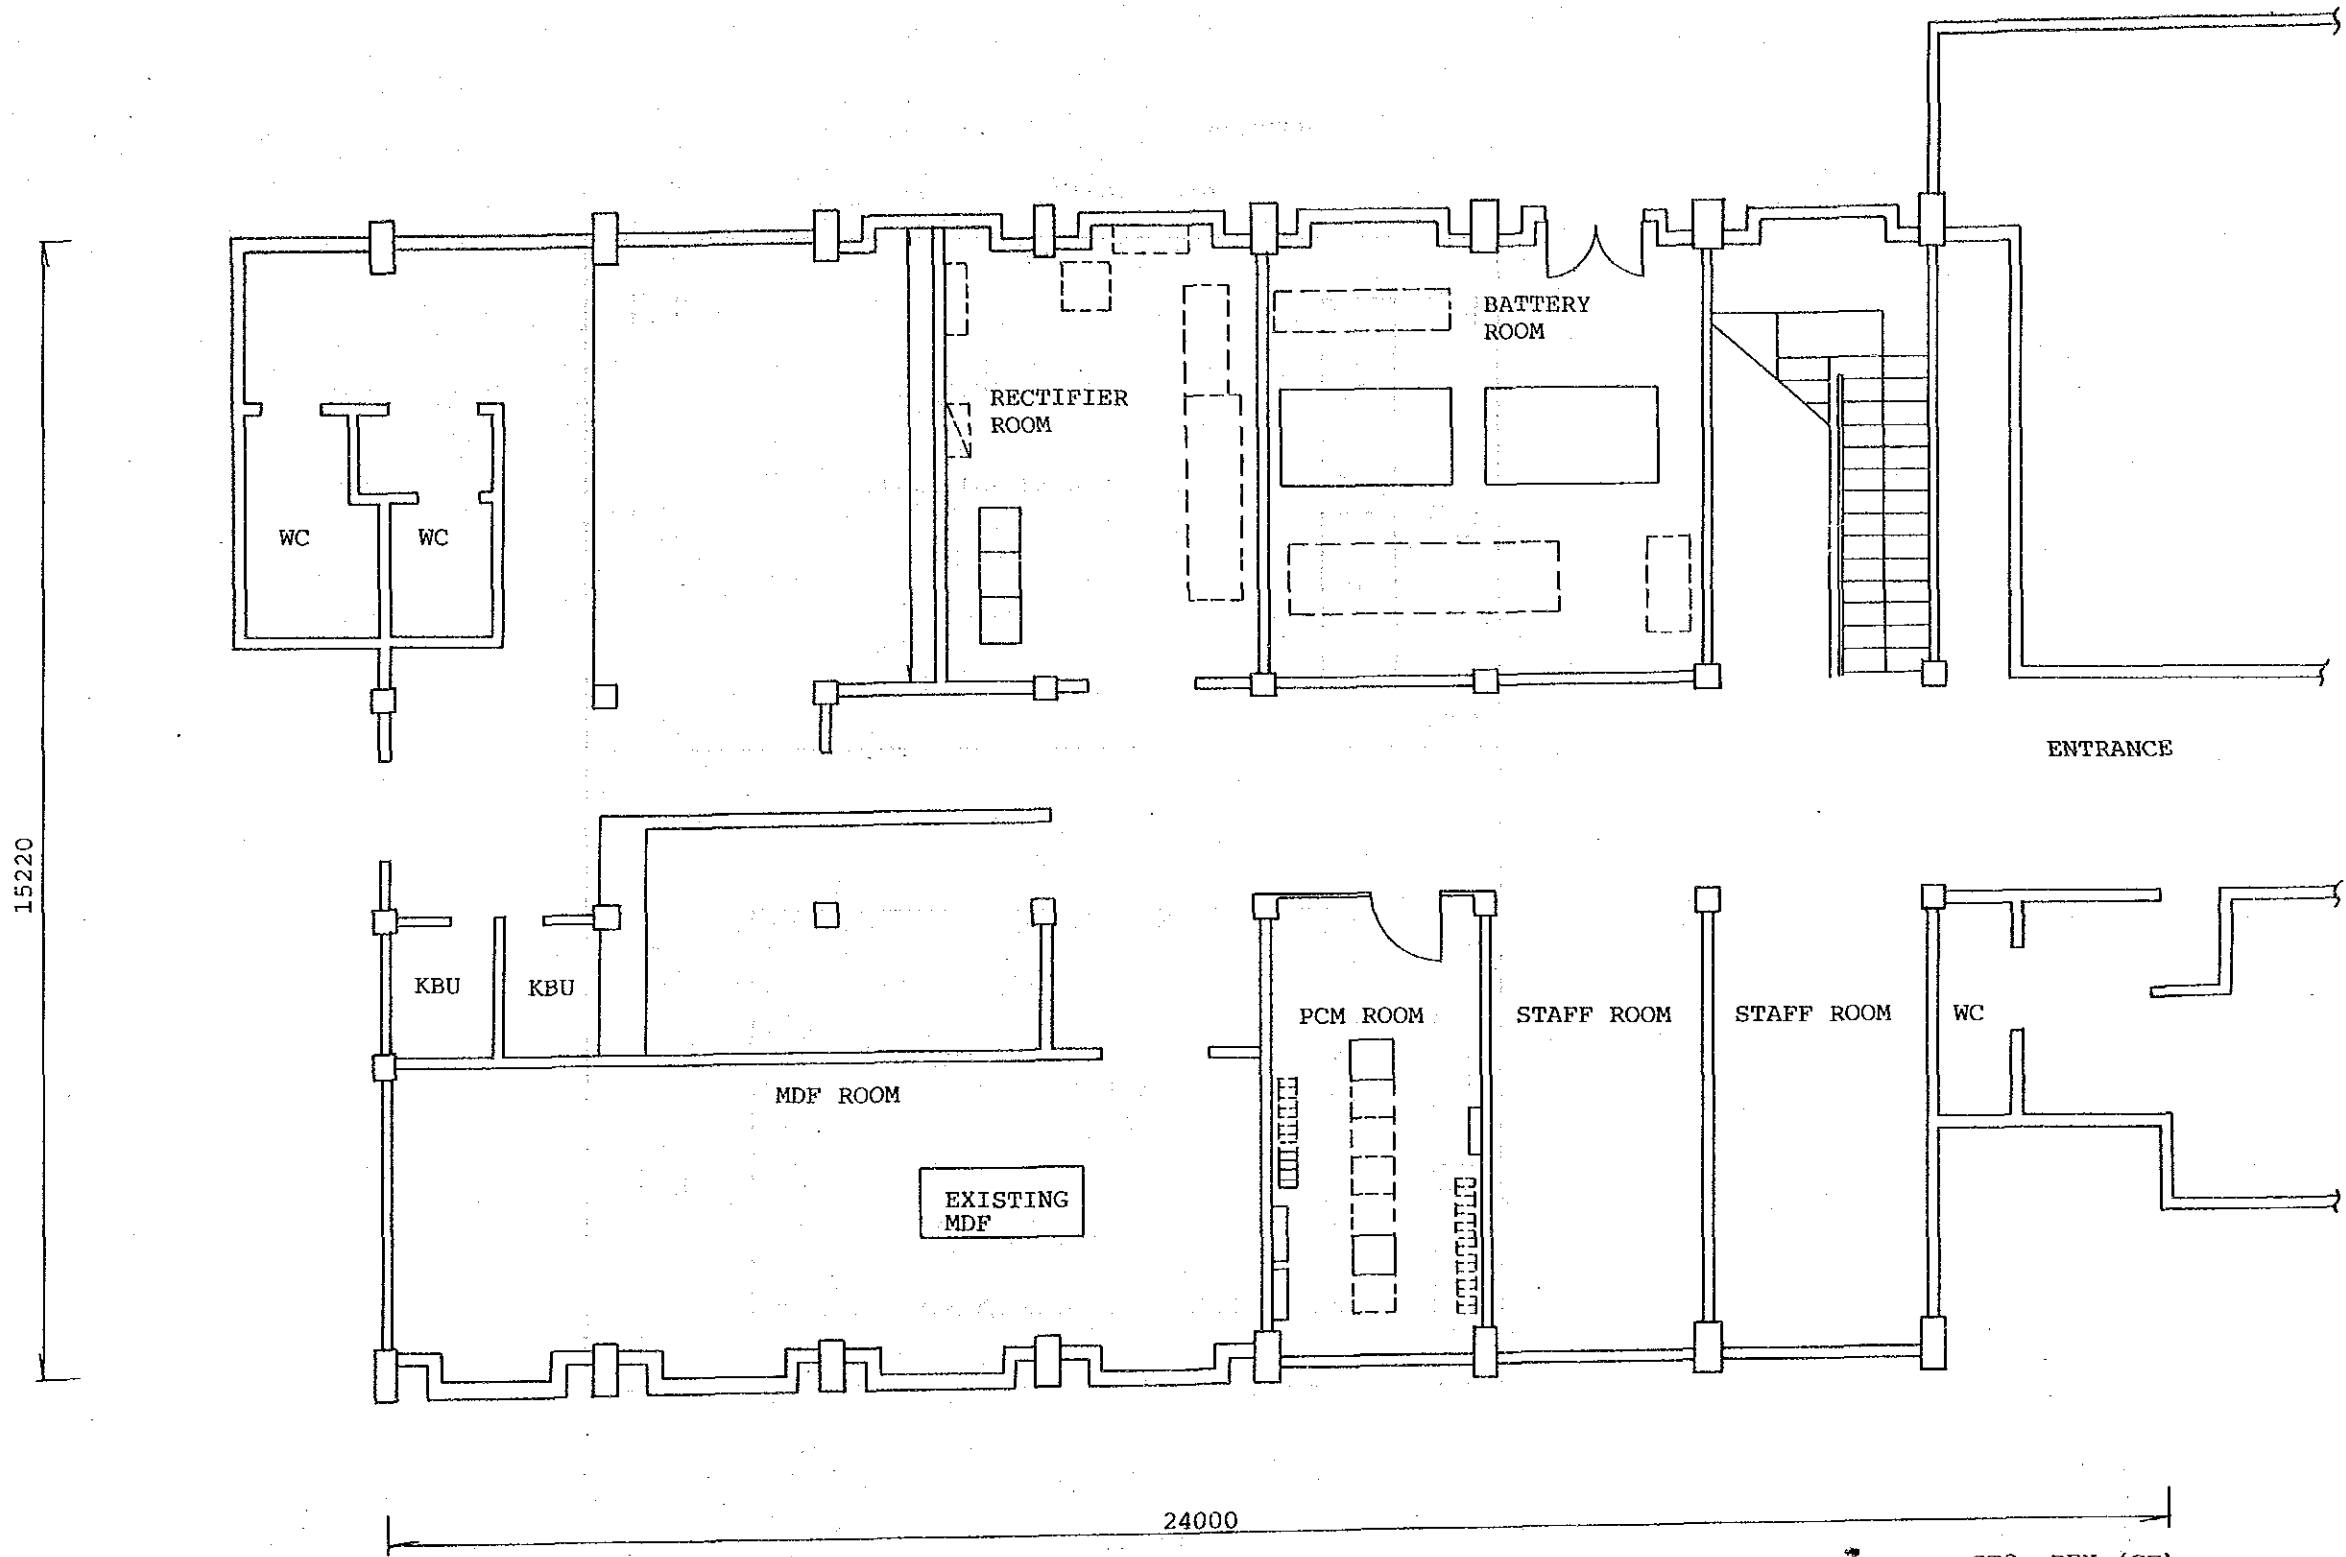 BATTERY
ROOM
RECTIFIER
ROOM
WC
WC
ENTRANCE
15220
KBU
KBU
PCM ROOM
STAFF ROOM
STAFF ROOM
WC
MDF ROOM
EXISTING
MDF
24000